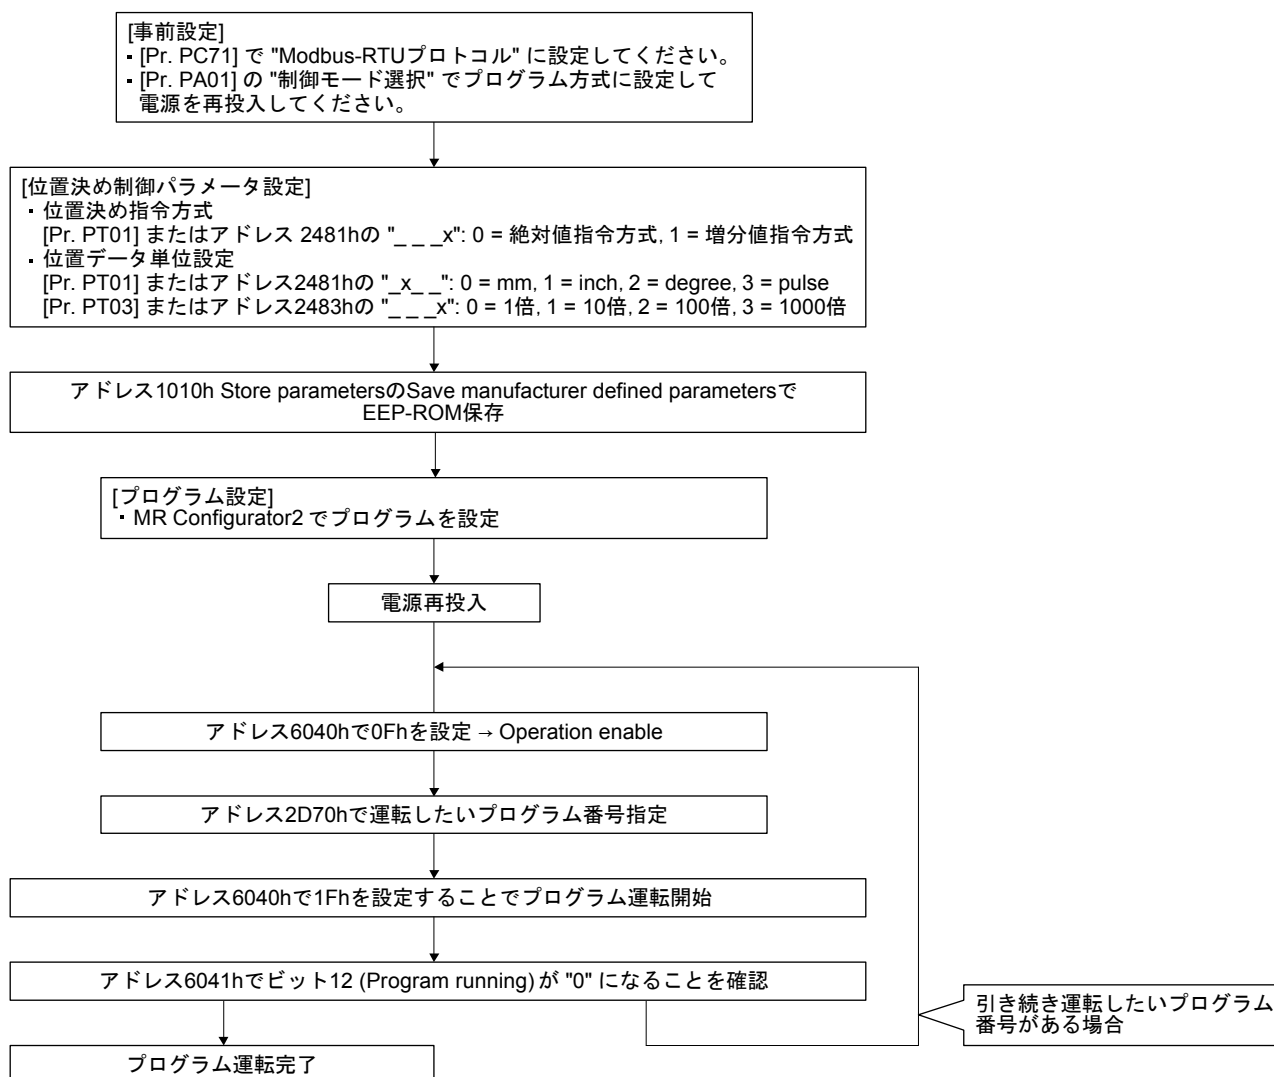 [事前設定]
･ [Pr. PC71] で "Modbus-RTUプロトコル" に設定してください。
･ [Pr. PA01] の "制御モード選択" でプログラム方式に設定して
電源を再投入してください。
[位置決め制御パラメータ設定]
･ 位置決め指令方式
[Pr. PT01] またはアドレス 2481hの "_ _ _x": 0 = 絶対値指令方式, 1 = 増分値指令方式
･ 位置データ単位設定
[Pr. PT01] またはアドレス2481hの "_x_ _": 0 = mm, 1 = inch, 2 = degree, 3 = pulse
[Pr. PT03] またはアドレス2483hの "_ _ _x": 0 = 1倍, 1 = 10倍, 2 = 100倍, 3 = 1000倍
アドレス1010h Store parametersのSave manufacturer defined parametersで
EEP-ROM保存
[プログラム設定]
･ MR Configurator2 でプログラムを設定
電源再投入
アドレス6040hで0Fhを設定 → Operation enable
アドレス2D70hで運転したいプログラム番号指定
アドレス6040hで1Fhを設定することでプログラム運転開始
アドレス6041hでビット12 (Program running) が "0" になることを確認
引き続き運転したいプログラム
番号がある場合
プログラム運転完了